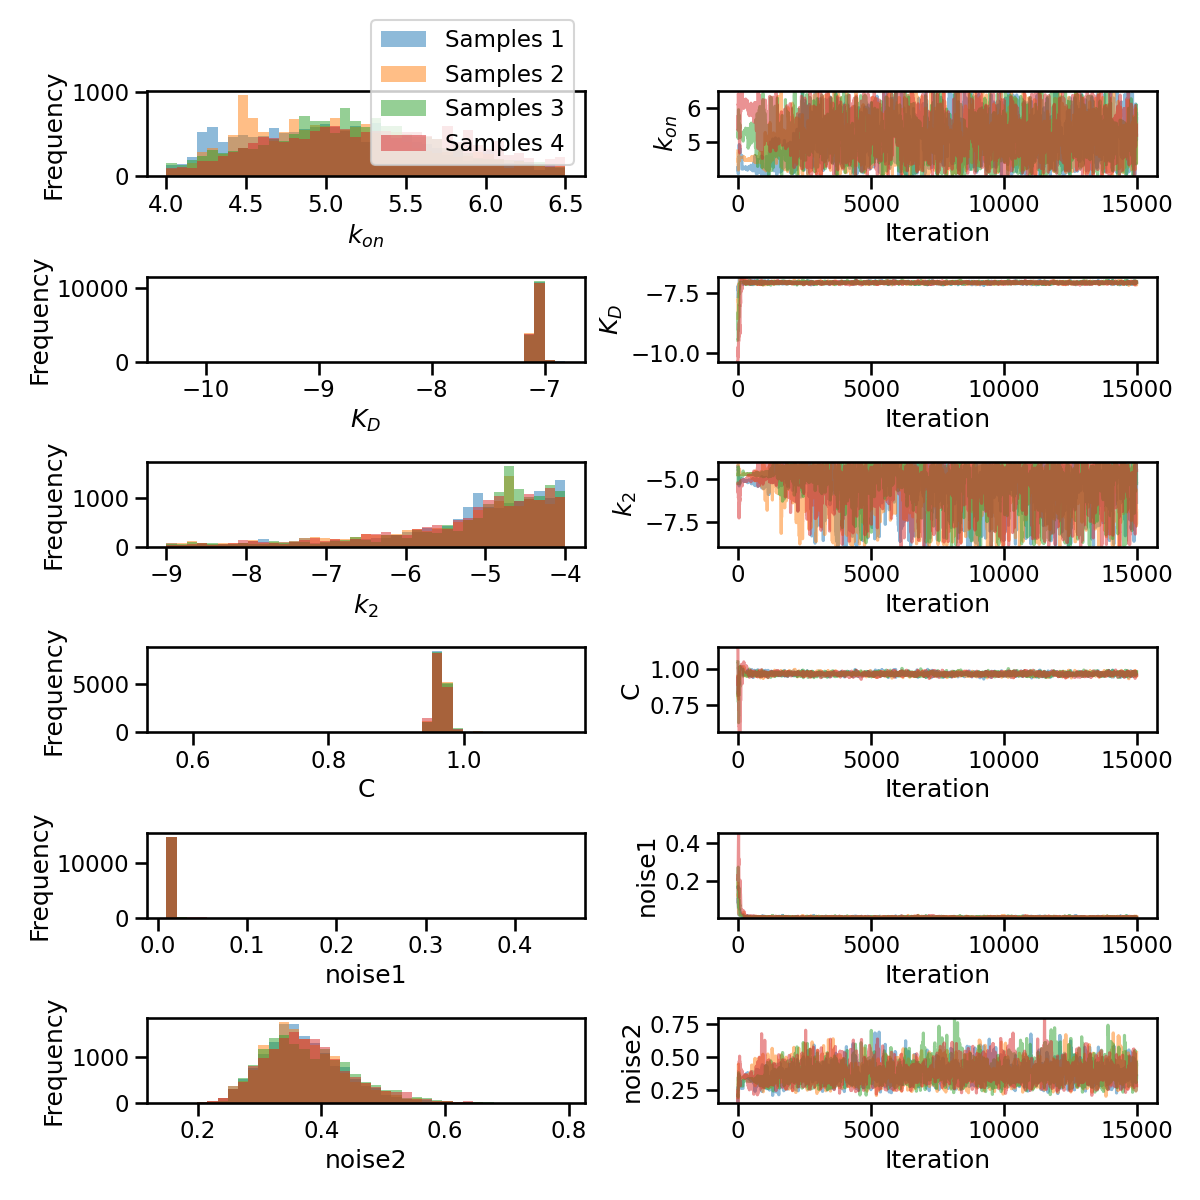 Samples 1
Samples 2
Samples 3
Samples 4
Frequency
1000
0
4.0 4.5 5.0 5.5 6.0 6.5
k_on
k_on
6
5
0 5000 10000 15000
Iteration
Frequency
10000
0
−10 −9 −8 −7
K_D
K_D
−7.5
−10.0
0 5000 10000 15000
Iteration
Frequency
1000
0
−9 −8 −7 −6 −5 −4
k_2
k_2
−5.0
−7.5
0 5000 10000 15000
Iteration
Frequency
5000
0
0.6 0.8 1.0
C
C
1.00
0.75
0 5000 10000 15000
Iteration
Frequency
10000
0
0.0 0.1 0.2 0.3 0.4
noise1
noise1
0.4
0.2
0 5000 10000 15000
Iteration
Frequency
1000
0
0.2 0.4 0.6 0.8
noise2
noise2
0.75
0.50
0.25
0 5000 10000 15000
Iteration